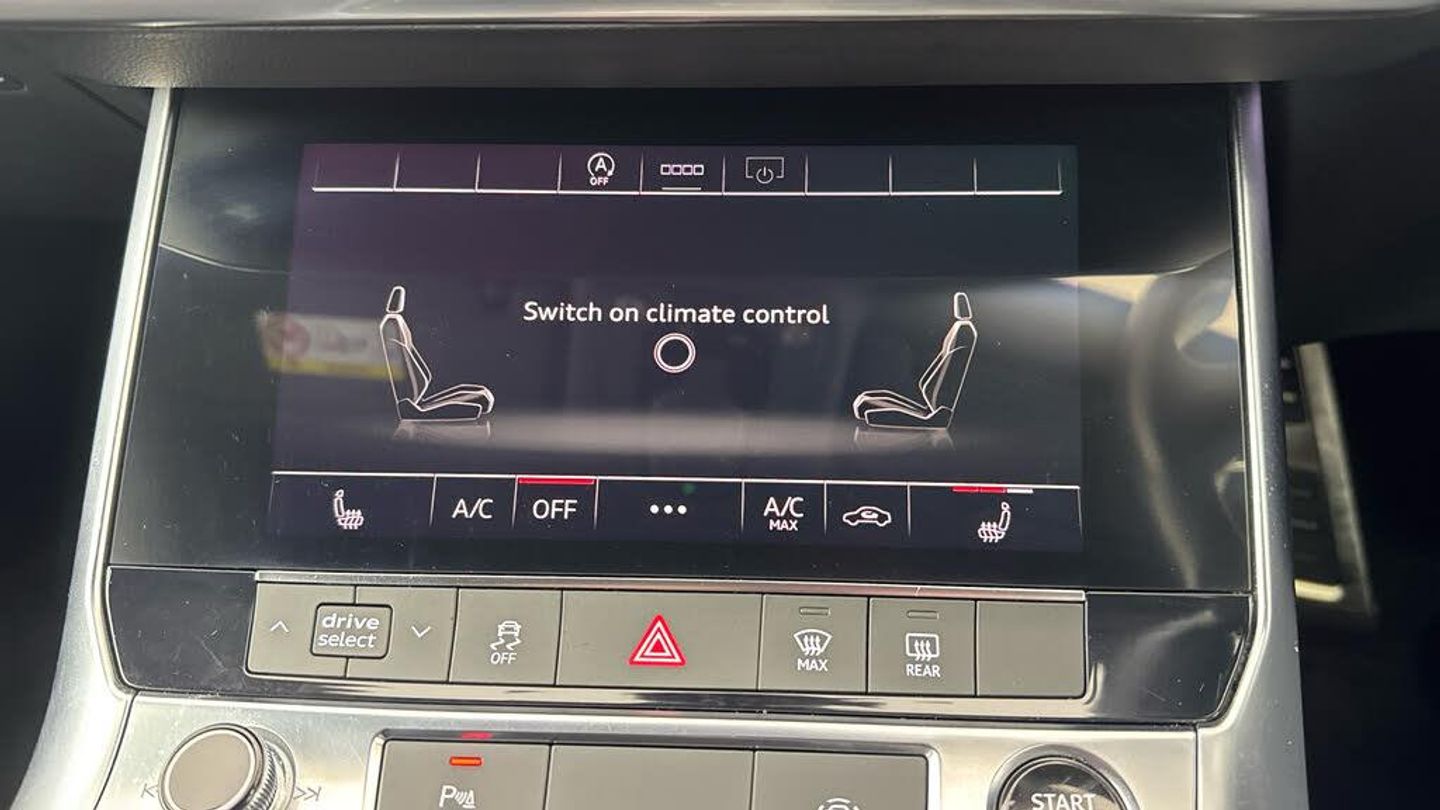 A
OFF
Switch on climate control
A/C
OFF
•••
A/C
MAX
drive
select
OFF
MAX
REAR
P
START